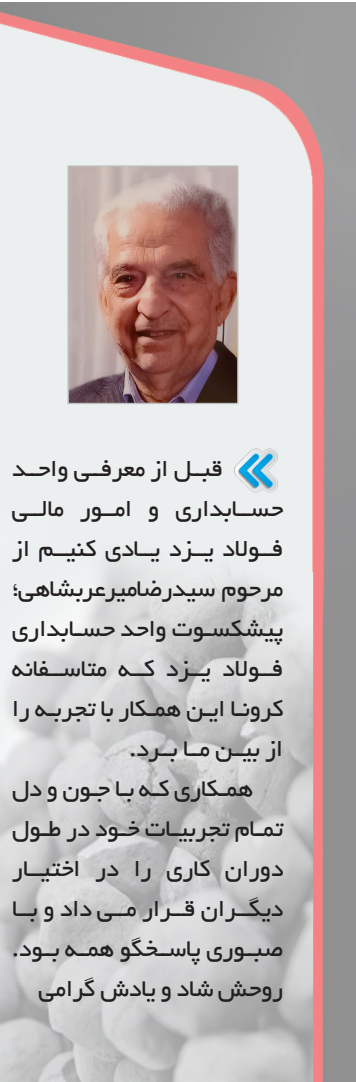 قبل از معرفی واحد
حسابداری و امور مالی
فولاد یزد یادی کنیم از
مرحوم سیدرضامیرعربشاهی؛
پیشکسوت واحد حسابداری
فولاد یزد که متاسفانه
کرونا این همکار با تجربه را
از بین ما برد.
همکاری که با جون و دل
تمام تجربیات خود در طول
دوران کاری را در اختیار
دیگران قرار می داد و با
صبوری پاسخگو همه بود.
روحش شاد و یادش گرامی